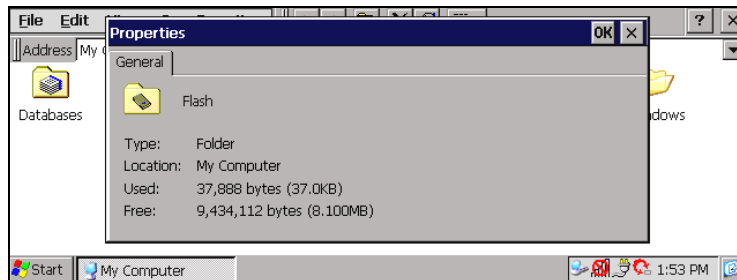 File Edit
Properties OK
?
Address My
General
Flash
Databases
Type: Folder
Location: My Computer
Used: 37,888 bytes (37.0KB)
Free: 9,434,112 bytes (8.100MB)
Start My Computer 1:53 PM